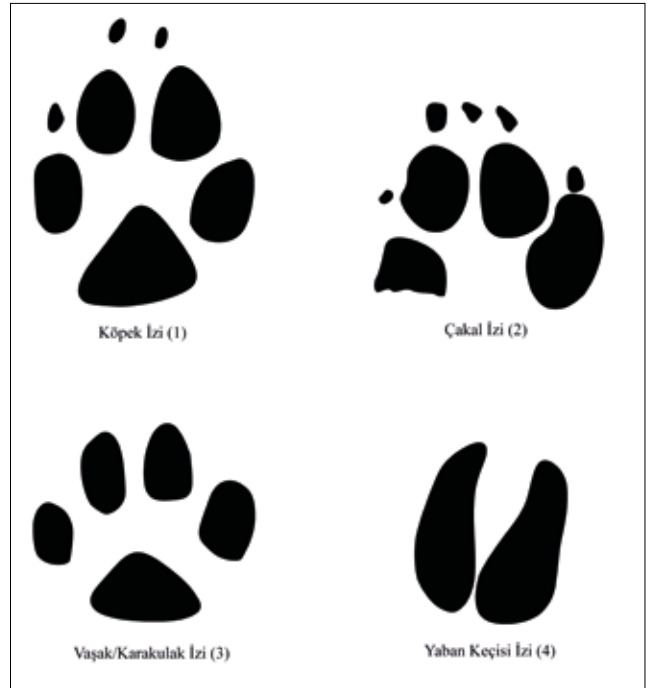 Köpek İzi (1)
Çakal İzi (2)
Vaşak/Karakulak İzi (3)
Yaban Keçisi İzi (4)